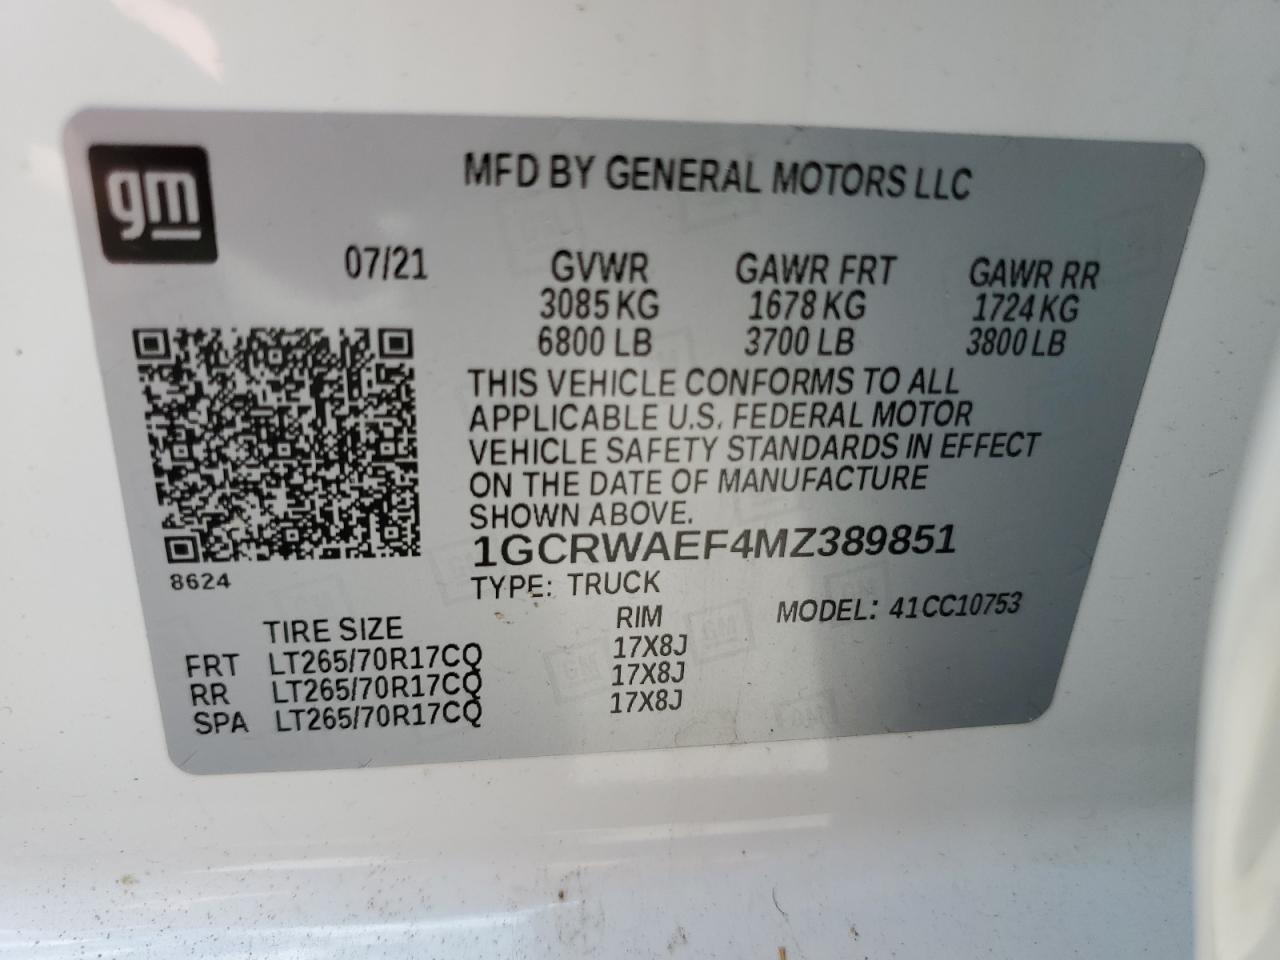 gm
MFD BY GENERAL MOTORS LLC
07/21
GVWR GAWR FRT GAWR RR
3085 KG 1678 KG 1724 KG
6800 LB 3700 LB 3800 LB
THIS VEHICLE CONFORMS TO ALL
APPLICABLE U.S. FEDERAL MOTOR
VEHICLE SAFETY STANDARDS IN EFFECT
ON THE DATE OF MANUFACTURE
SHOWN ABOVE.
1GCRWAEF4MZ389851
8624
TYPE: TRUCK
MODEL: 41CC10753
TIRE SIZE RIM
FRT LT265/70R17CQ 17X8J
RR LT265/70R17CQ 17X8J
SPA LT265/70R17CQ 17X8J